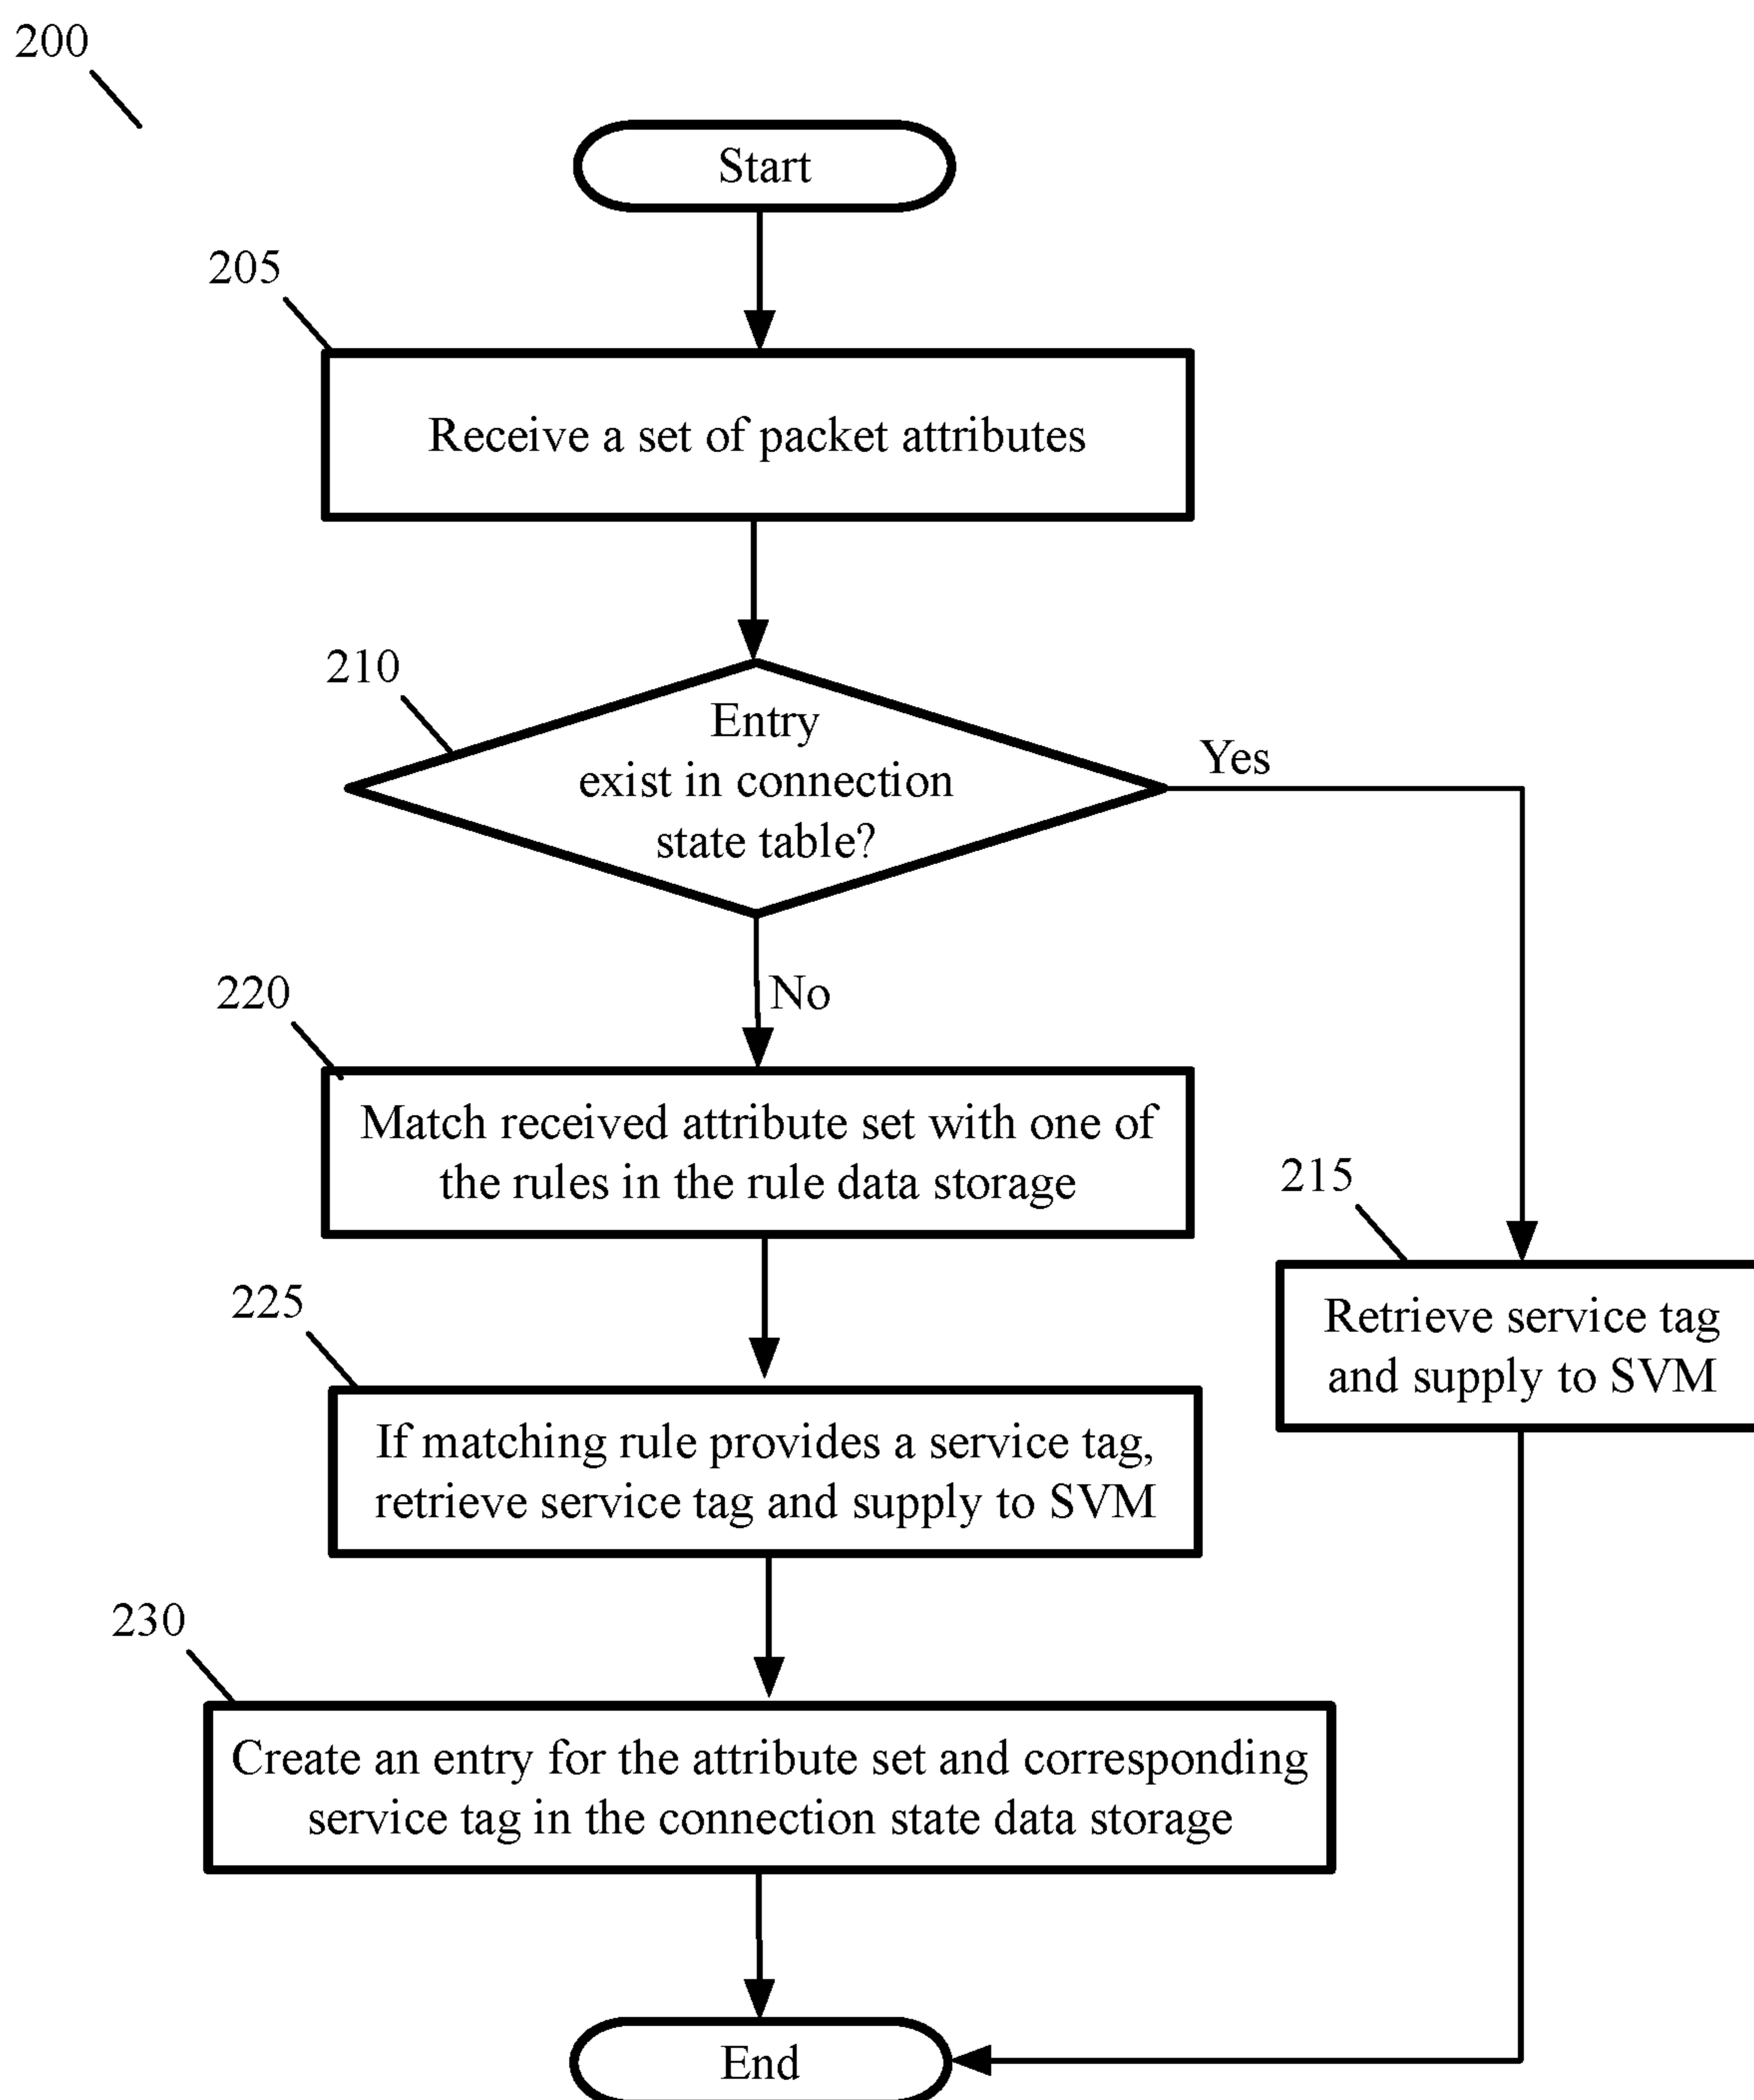 200
Start
205
Receive a set of packet attributes
210
Entry
exist in connection
state table?
Yes
No
220
Match received attribute set with one of
the rules in the rule data storage
215
Retrieve service tag
and supply to SVM
225
If matching rule provides a service tag,
retrieve service tag and supply to SVM
230
Create an entry for the attribute set and corresponding
service tag in the connection state data storage
End